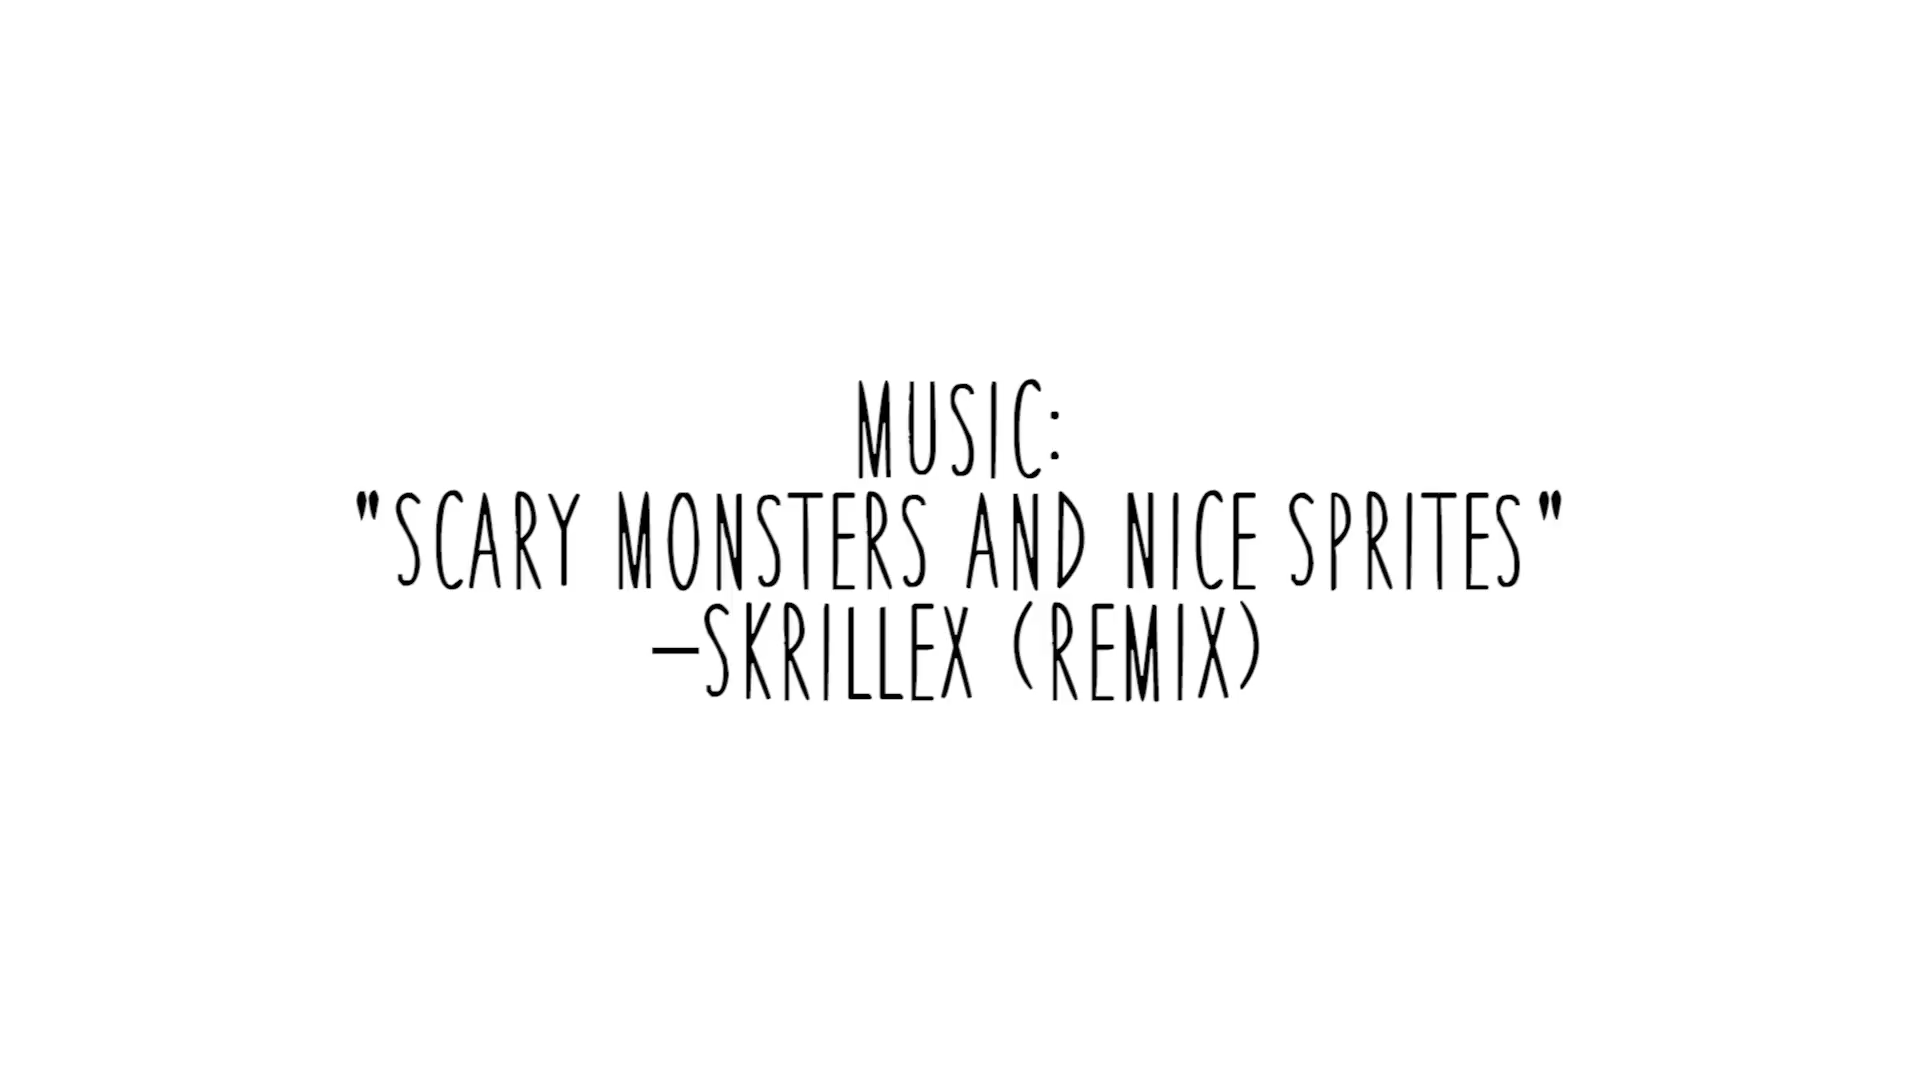 MUSIC:
"SCARY MONSTERS AND NICE SPRITES"
–SKRILLEX (REMIX)